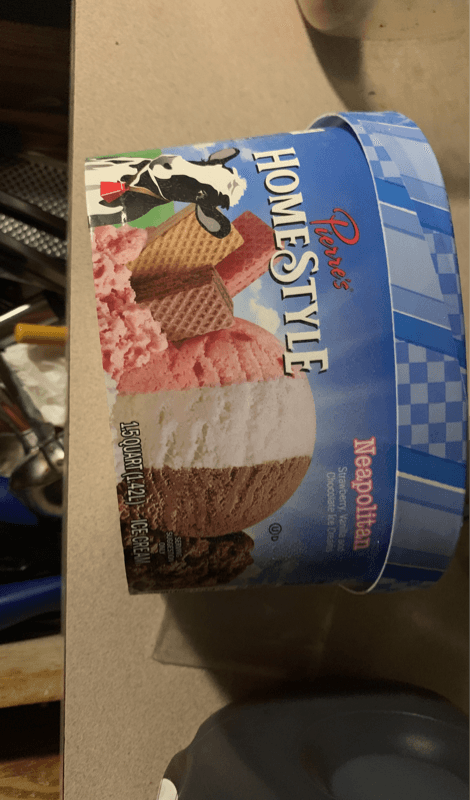 Pierre's
HOMESTYLE
Neapolitan
Strawberry, Vanilla and
Chocolate Ice Cream
U D
1.5 QUART (1.42L) ICE CREAM